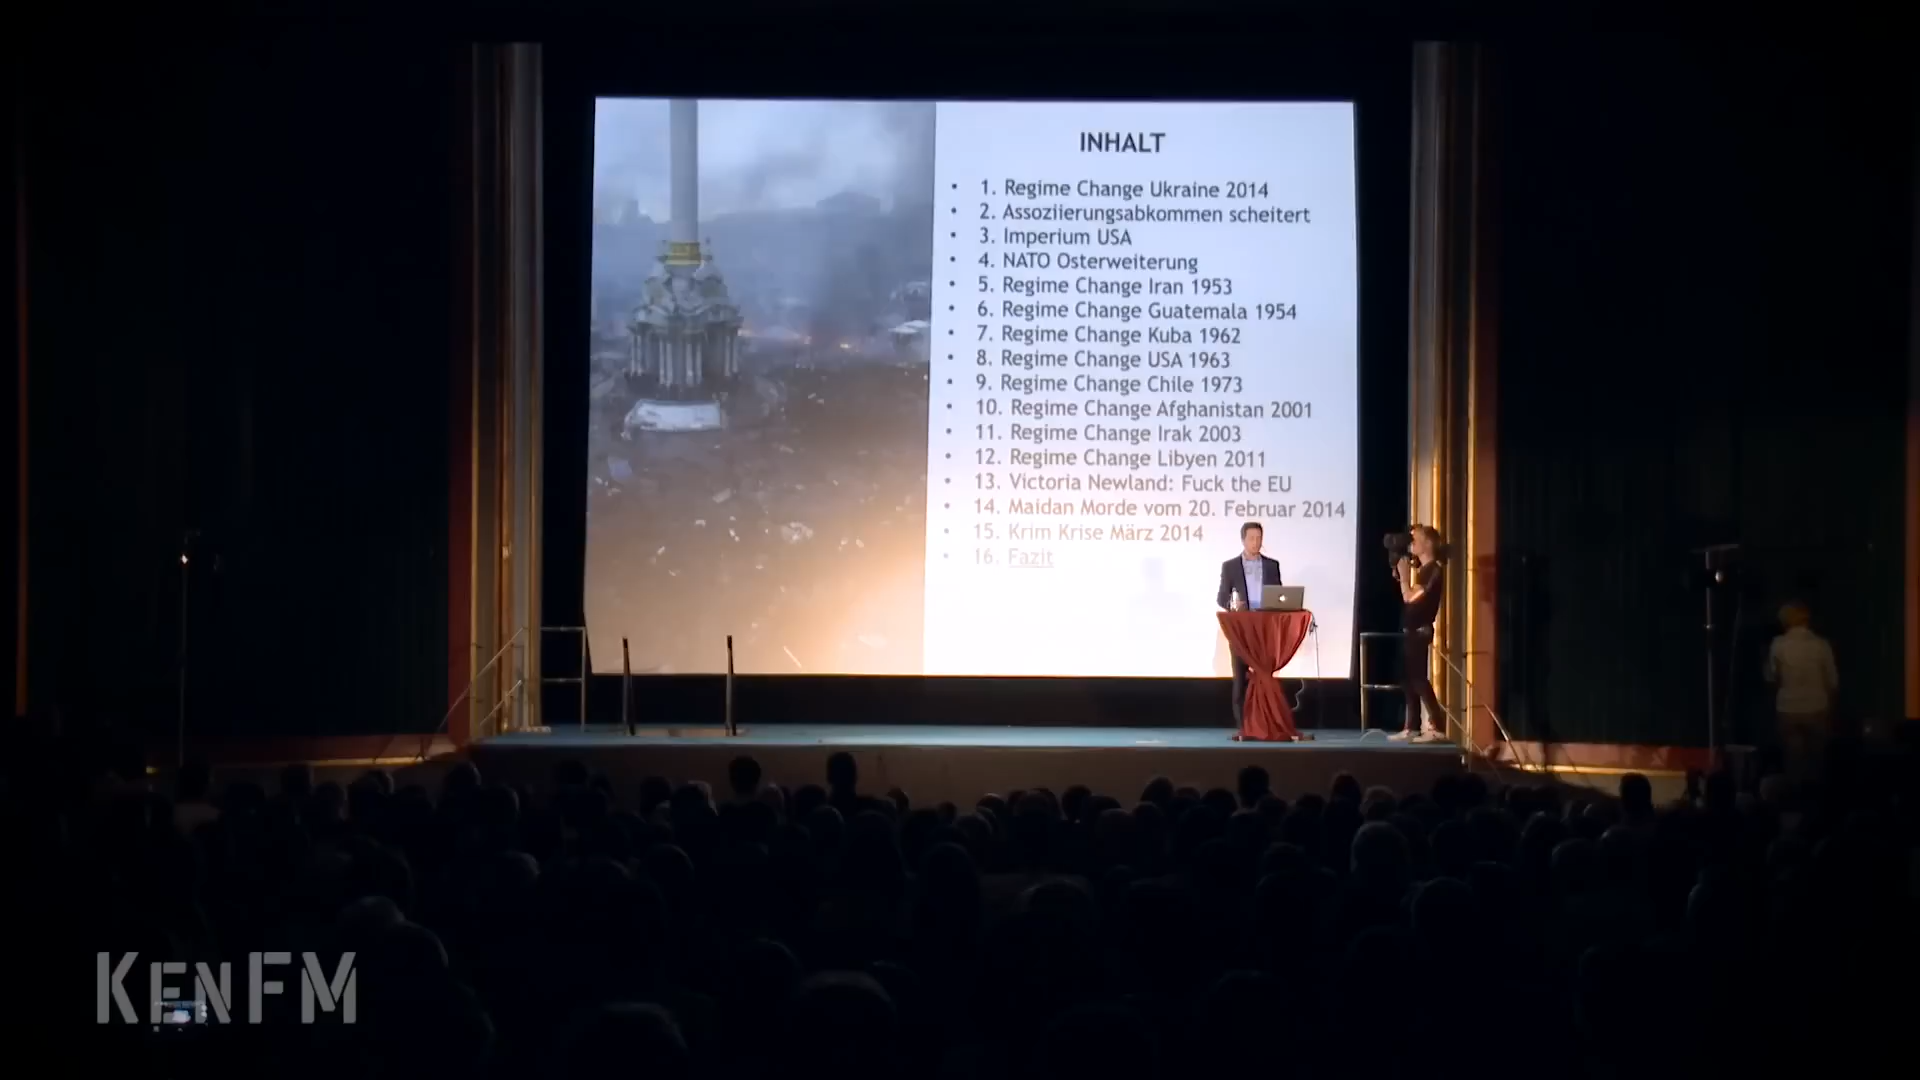 INHALT
• 1. Regime Change Ukraine 2014
• 2. Assoziierungsabkommen scheitert
• 3. Imperium USA
• 4. NATO Osterweiterung
• 5. Regime Change Iran 1953
• 6. Regime Change Guatemala 1954
• 7. Regime Change Kuba 1962
• 8. Regime Change USA 1963
• 9. Regime Change Chile 1973
• 10. Regime Change Afghanistan 2001
• 11. Regime Change Irak 2003
• 12. Regime Change Libyen 2011
• 13. Victoria Newland: Fuck the EU
• 14. Maidan Morde vom 20. Februar 2014
• 15. Krim Krise März 2014
• 16. Fazit
KENFM